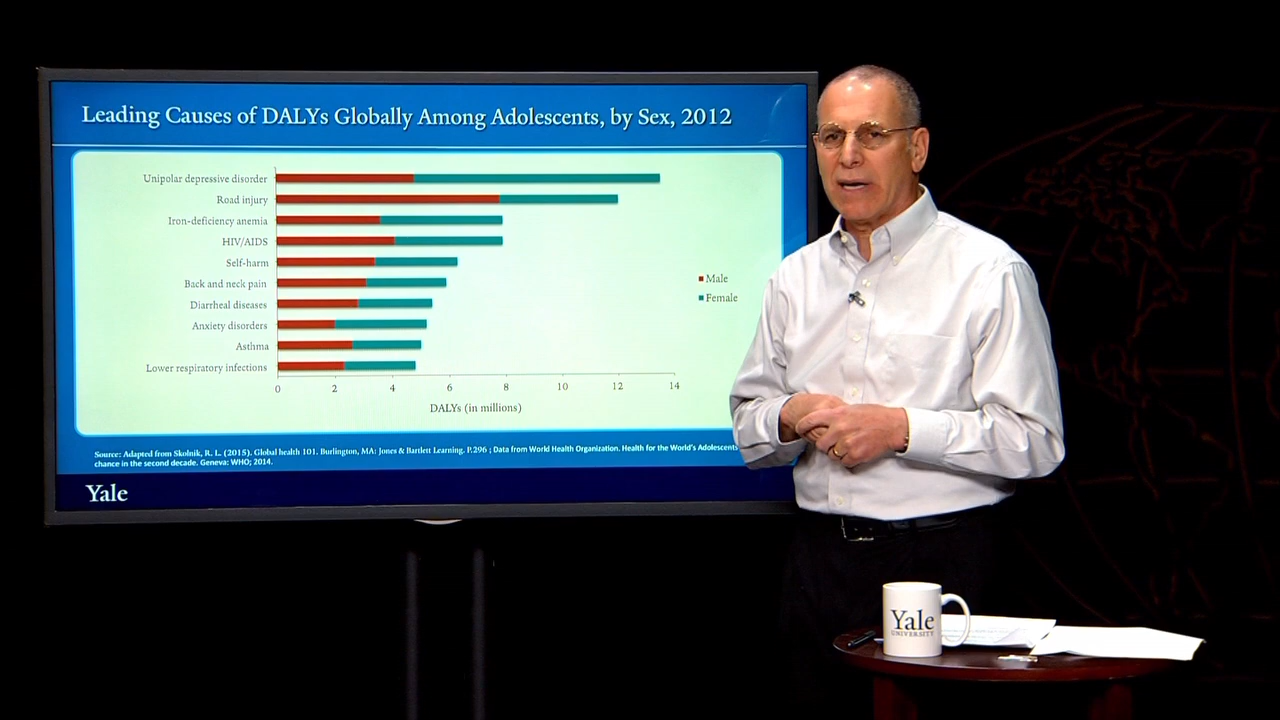 Leading Causes of DALYs Globally Among Adolescents, by Sex, 2012
Unipolar depressive disorder
Road injury
Iron-deficiency anemia
HIV/AIDS
Self-harm
Back and neck pain
Diarrheal diseases
Anxiety disorders
Asthma
Lower respiratory infections
Male
Female
0 2 4 6 8 10 12 14
DALYs (in millions)
Source: Adapted from Skolnik, R. L. (2015). Global health 101. Burlington, MA: Jones & Bartlett Learning. P.296 ; Data from World Health Organization. Health for the World's Adolescents
chance in the second decade. Geneva: WHO; 2014.
Yale
Yale
UNIVERSITY